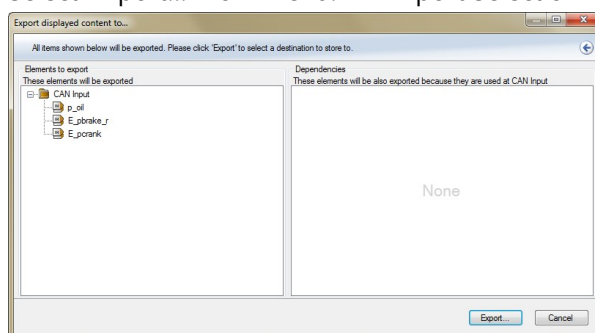 Export displayed content to...
All items shown below will be exported. Please click 'Export' to select a destination to store to.
Elements to export
These elements will be exported
CAN Input
p_oil
E_pbrake_r
E_pcrank
Dependencies
These elements will be also exported because they are used at CAN Input
None
Export...
Cancel